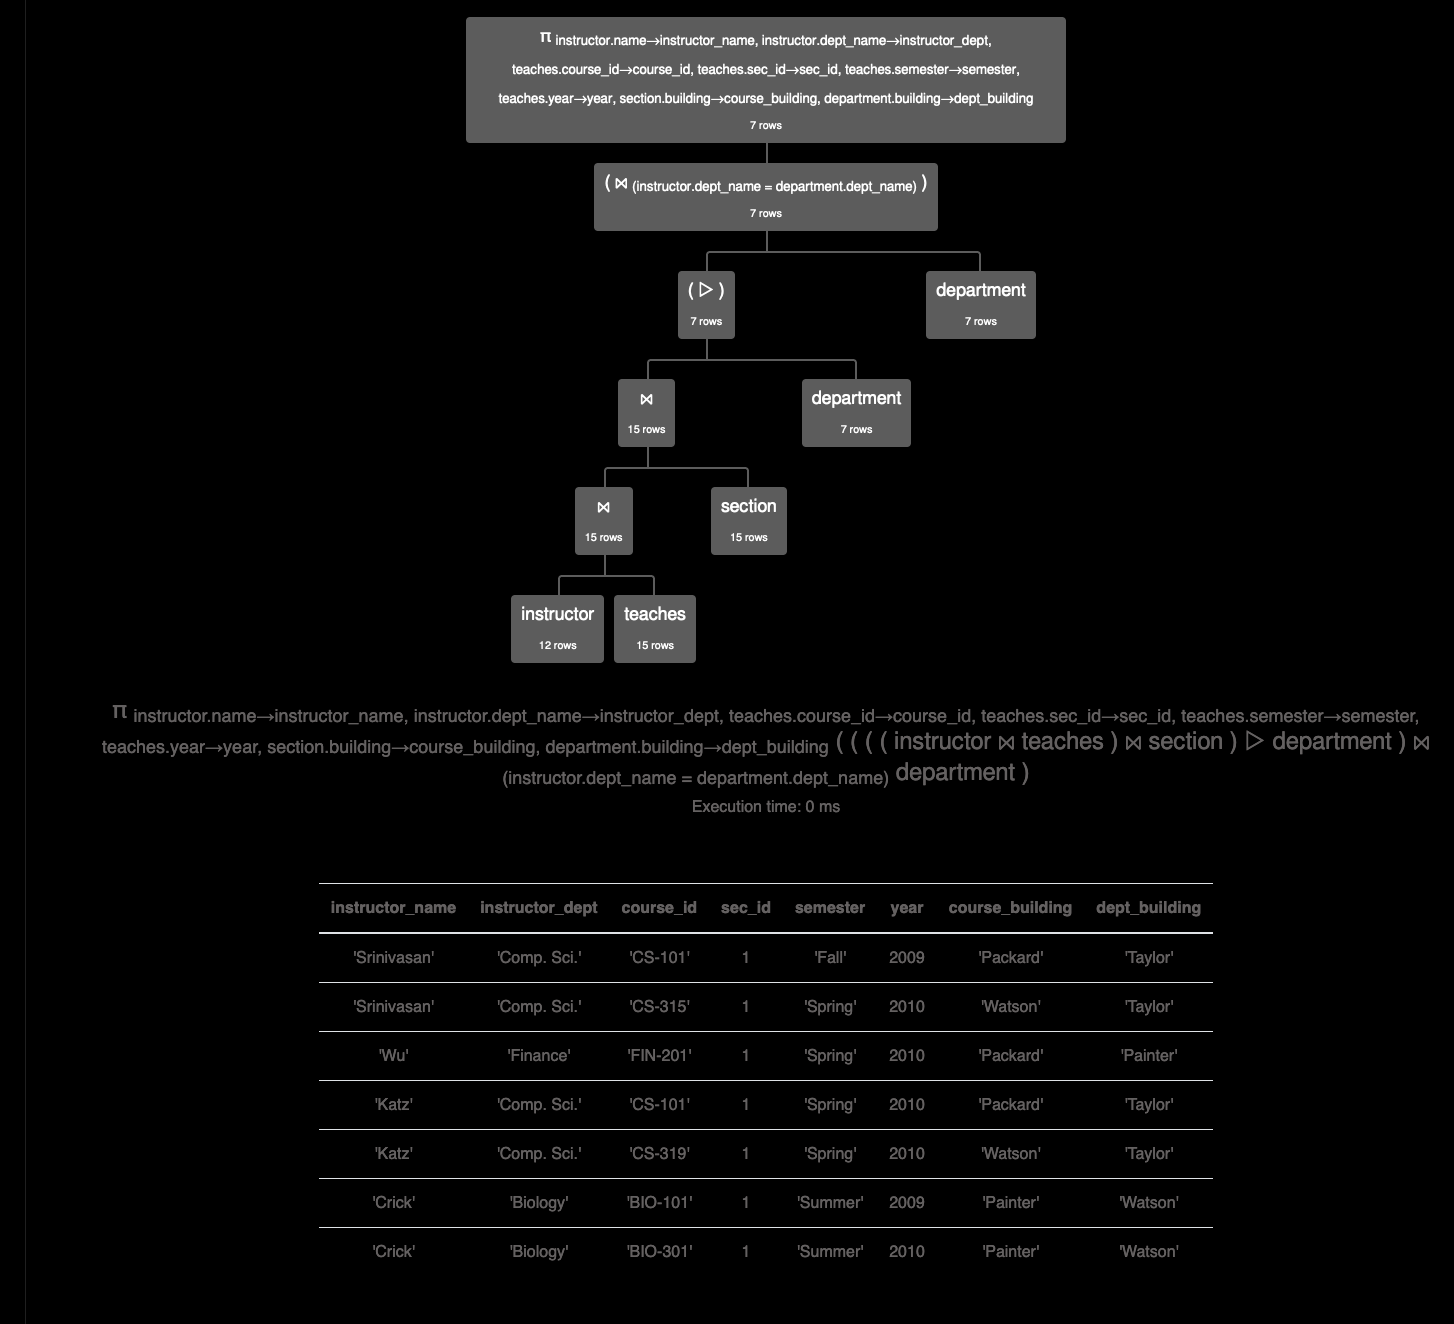 π instructor.name→instructor_name, instructor.dept_name→instructor_dept,
teaches.course_id→course_id, teaches.sec_id→sec_id, teaches.semester→semester,
teaches.year→year, section.building→course_building, department.building→dept_building
7 rows
( ⋈ (instructor.dept_name = department.dept_name) )
7 rows
( ▷ )
7 rows
department
7 rows
⋈
15 rows
department
7 rows
⋈
15 rows
section
15 rows
instructor
12 rows
teaches
15 rows
π instructor.name→instructor_name, instructor.dept_name→instructor_dept, teaches.course_id→course_id, teaches.sec_id→sec_id, teaches.semester→semester,
teaches.year→year, section.building→course_building, department.building→dept_building ( ( ( ( instructor ⋈ teaches ) ⋈ section ) ▷ department ) ⋈
(instructor.dept_name = department.dept_name) department )
Execution time: 0 ms
instructor_name instructor_dept course_id sec_id semester year course_building dept_building
'Srinivasan' 'Comp. Sci.' 'CS-101' 1 'Fall' 2009 'Packard' 'Taylor'
'Srinivasan' 'Comp. Sci.' 'CS-315' 1 'Spring' 2010 'Watson' 'Taylor'
'Wu' 'Finance' 'FIN-201' 1 'Spring' 2010 'Packard' 'Painter'
'Katz' 'Comp. Sci.' 'CS-101' 1 'Spring' 2010 'Packard' 'Taylor'
'Katz' 'Comp. Sci.' 'CS-319' 1 'Spring' 2010 'Watson' 'Taylor'
'Crick' 'Biology' 'BIO-101' 1 'Summer' 2009 'Painter' 'Watson'
'Crick' 'Biology' 'BIO-301' 1 'Summer' 2010 'Painter' 'Watson'